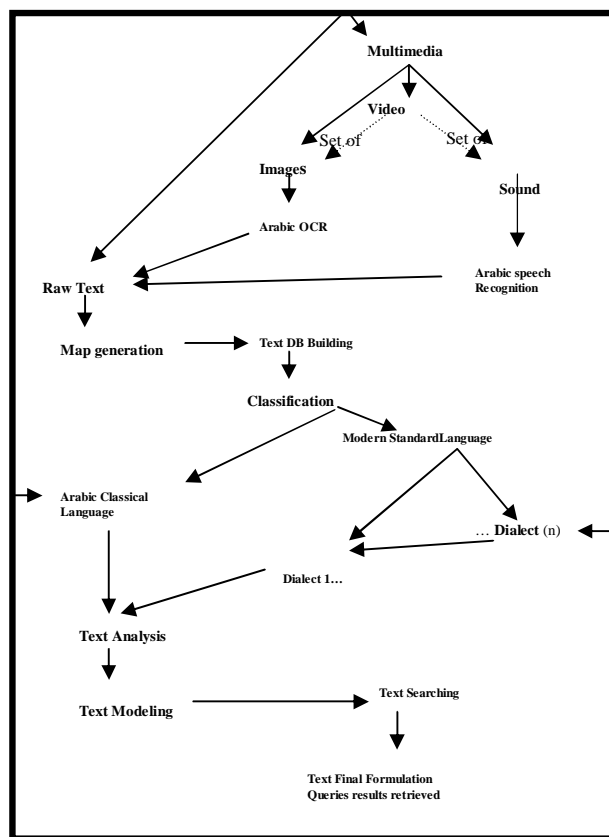 Multimedia
Video
Set of
Set of
Images
Sound
Arabic OCR
Arabic speech
Recognition
Raw Text
Map generation
Text DB Building
Classification
Modern StandardLanguage
Arabic Classical
Language
… Dialect (n)
Dialect 1…
Text Analysis
Text Modeling
Text Searching
Text Final Formulation
Queries results retrieved